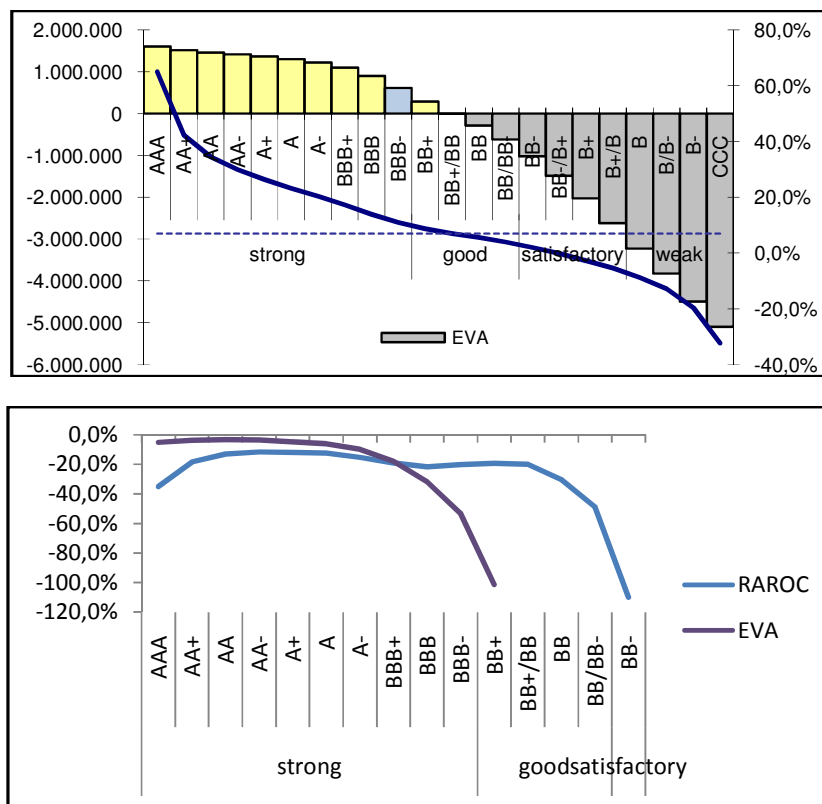 2.000.000
1.000.000
0
-1.000.000
-2.000.000
-3.000.000
-4.000.000
-5.000.000
-6.000.000
80,0%
60,0%
40,0%
20,0%
0,0%
-20,0%
-40,0%
AAA
AA+
AA
AA-
A+
A
A-
BBB+
BBB
BBB-
BB+
BB+/BB
BB
BB/BB-
BB-
BB-/B+
B+
B+/B
B
B/B-
B-
CCC
strong
good
satisfactory
weak
EVA
0,0%
-20,0%
-40,0%
-60,0%
-80,0%
-100,0%
-120,0%
RAROC
EVA
AAA
AA+
AA
AA-
A+
A
A-
BBB+
BBB
BBB-
BB+
BB+/BB
BB
BB/BB-
BB-
strong
good
satisfactory